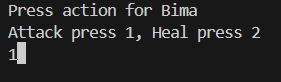 Press action for Bima
Attack press 1, Heal press 2
1